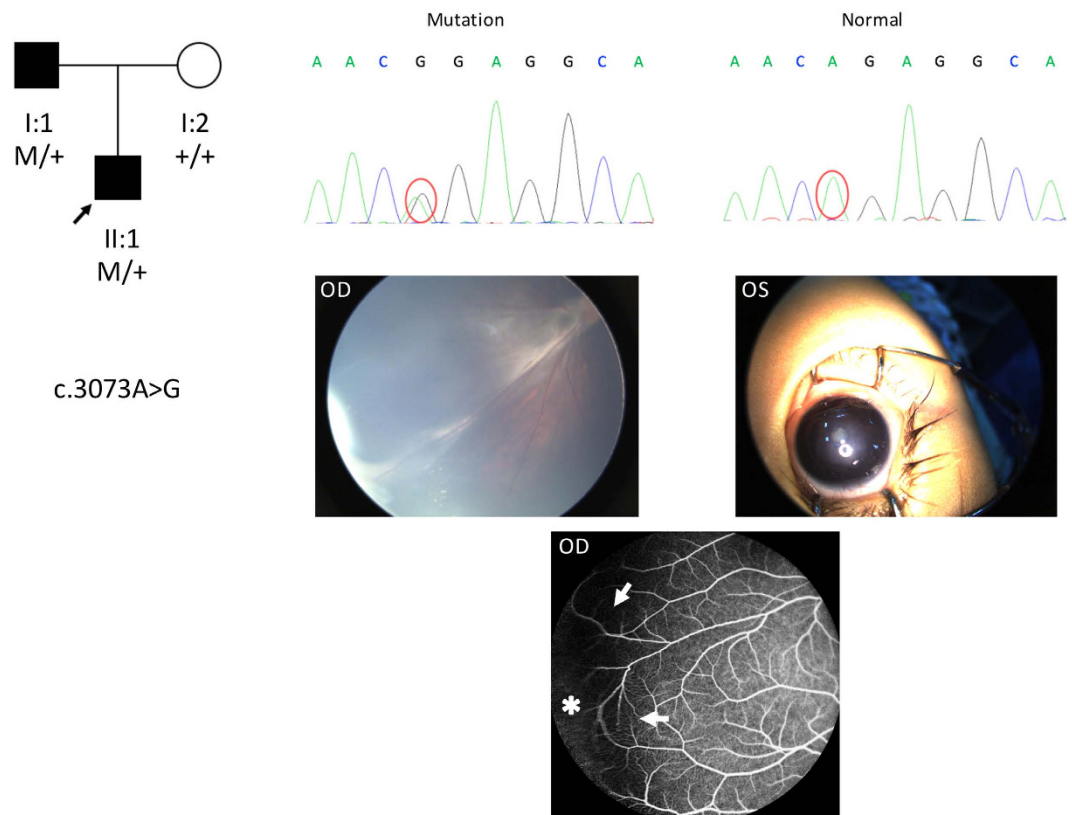 Mutation
Normal
A A C G G A G G C A
A A C A G A G G C A
I:1
M/+
I:2
+/+
II:1
M/+
c.3073A>G
OD
OS
OD
*